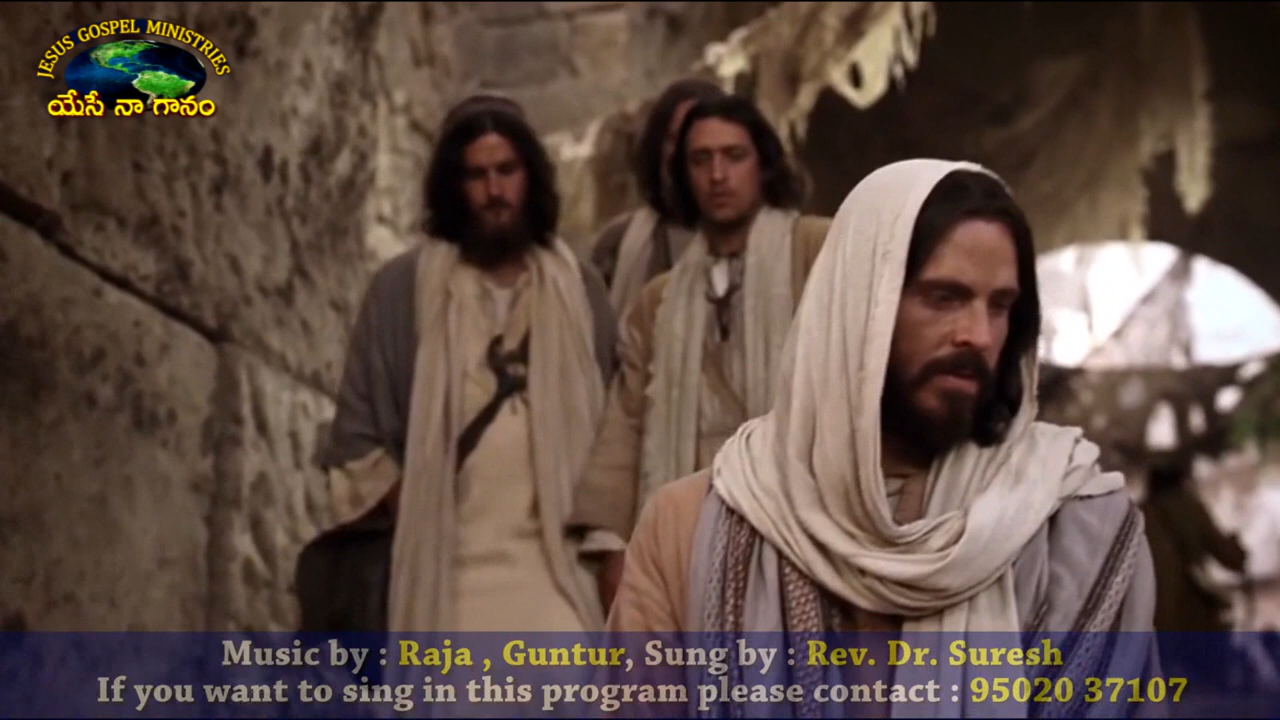 JESUS GOSPEL MINISTRIES
యేసే నా గానం
Music by : Raja , Guntur, Sung by : Rev. Dr. Suresh
If you want to sing in this program please contact : 95020 37107